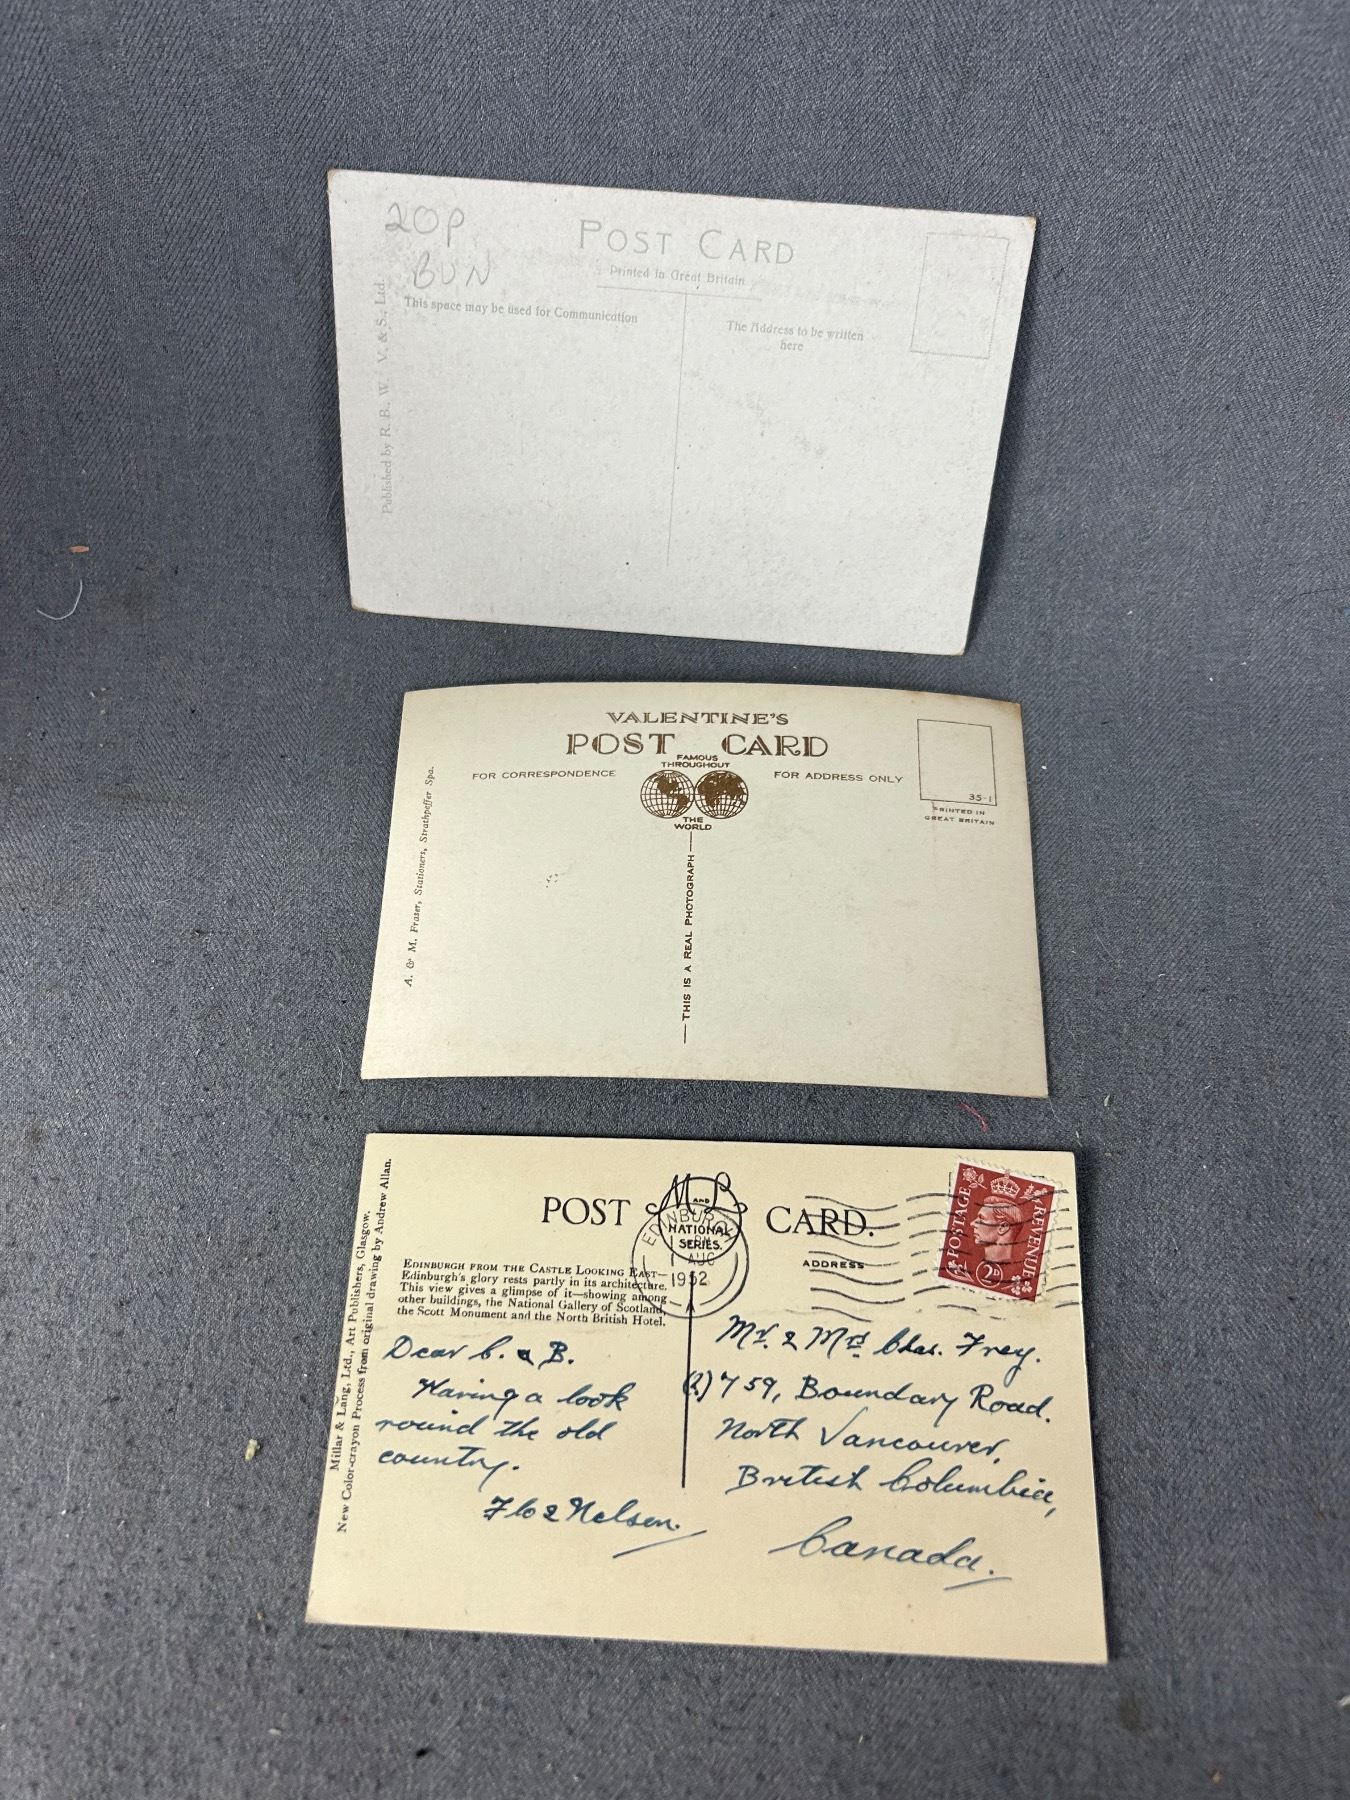 20P
BUN
POST CARD
Printed in Great Britain
This space may be used for Communication
The Address to be written
here
Published by R. B., W. V. & S., Ltd.
VALENTINE'S
POST CARD
FAMOUS
THROUGHOUT
THE
WORLD
FOR CORRESPONDENCE
FOR ADDRESS ONLY
35-1
PRINTED IN
GREAT BRITAIN
THIS IS A REAL PHOTOGRAPH
A. & M. Fraser, Stationers, Strathpeffer Spa.
POST CARD.
M AND L
NATIONAL
SERIES.
EDINBURGH
AUG
1952
ADDRESS
POSTAGE REVENUE
2D
EDINBURGH FROM THE CASTLE LOOKING EAST—
Edinburgh's glory rests partly in its architecture.
This view gives a glimpse of it—showing among
other buildings, the National Gallery of Scotland,
the Scott Monument and the North British Hotel.
Dear C. & B.
Having a look
round the old
country.
Flo & Nelson.
Mr. & Mrs Chas. Frey.
759, Boundary Road.
North Vancouver,
British Columbia,
Canada.
Millar & Lang, Ltd., Art Publishers, Glasgow.
New Color-crayon Process from original drawing by Andrew Allan.